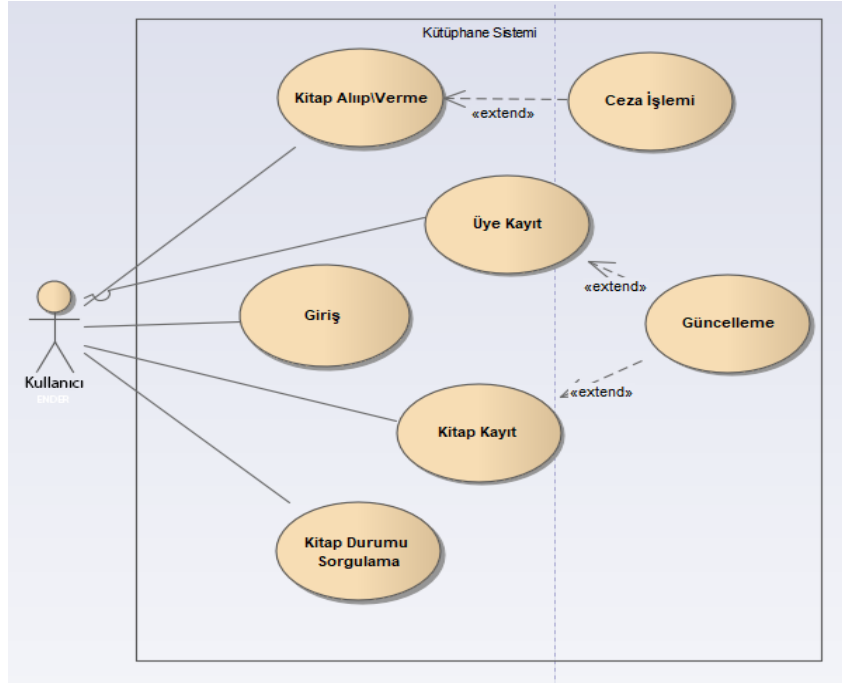 Kütüphane Sistemi
Kitap Alıp\Verme
Ceza İşlemi
«extend»
Üye Kayıt
«extend»
Giriş
Güncelleme
Kullanıcı
ENDER
«extend»
Kitap Kayıt
Kitap Durumu
Sorgulama